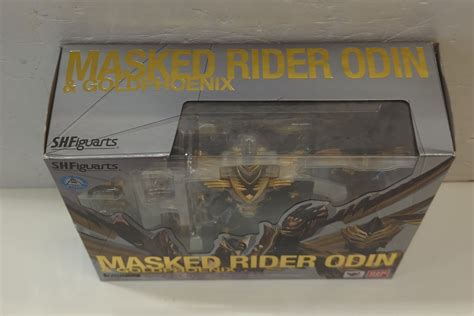 MASKED RIDER ODIN
& GOLDPHOENIX
S.H.Figuarts
S.H.Figuarts
MASKED RIDER ODIN
& GOLDPHOENIX